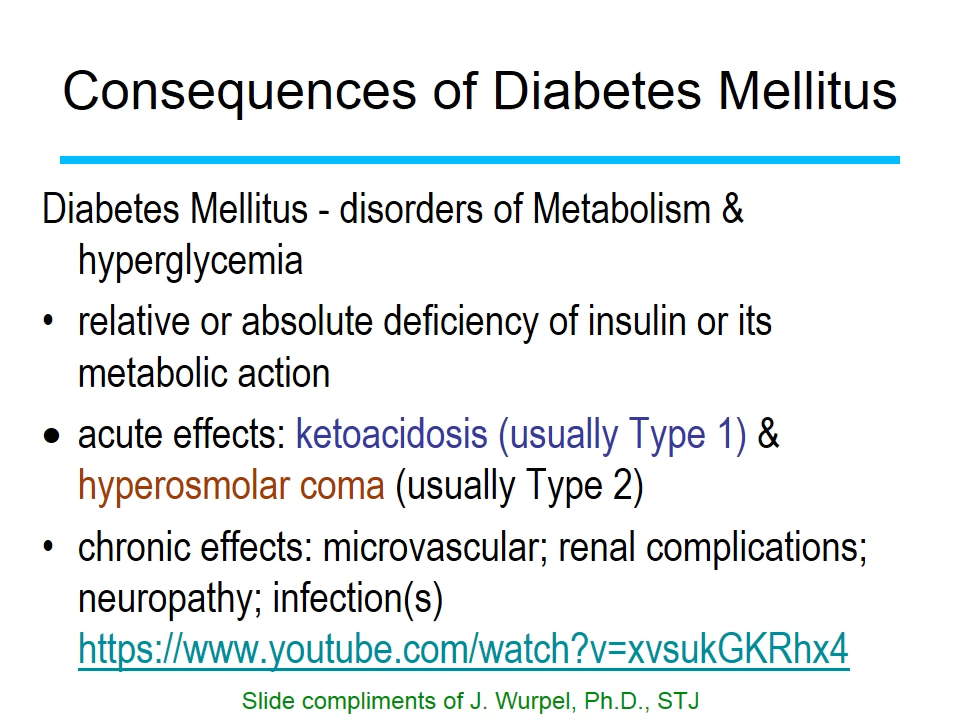 Consequences of Diabetes Mellitus
Diabetes Mellitus - disorders of Metabolism &
hyperglycemia
• relative or absolute deficiency of insulin or its
metabolic action
• acute effects: ketoacidosis (usually Type 1) &
hyperosmolar coma (usually Type 2)
• chronic effects: microvascular; renal complications;
neuropathy; infection(s)
https://www.youtube.com/watch?v=xvsukGKRhx4
Slide compliments of J. Wurpel, Ph.D., STJ